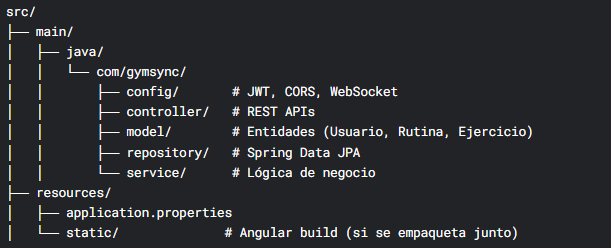 src/
├── main/
│   ├── java/
│   │   └── com/gymsync/
│   │       ├── config/       # JWT, CORS, WebSocket
│   │       ├── controller/   # REST APIs
│   │       ├── model/        # Entidades (Usuario, Rutina, Ejercicio)
│   │       ├── repository/   # Spring Data JPA
│   │       └── service/      # Lógica de negocio
├── resources/
│   ├── application.properties
│   └── static/              # Angular build (si se empaqueta junto)